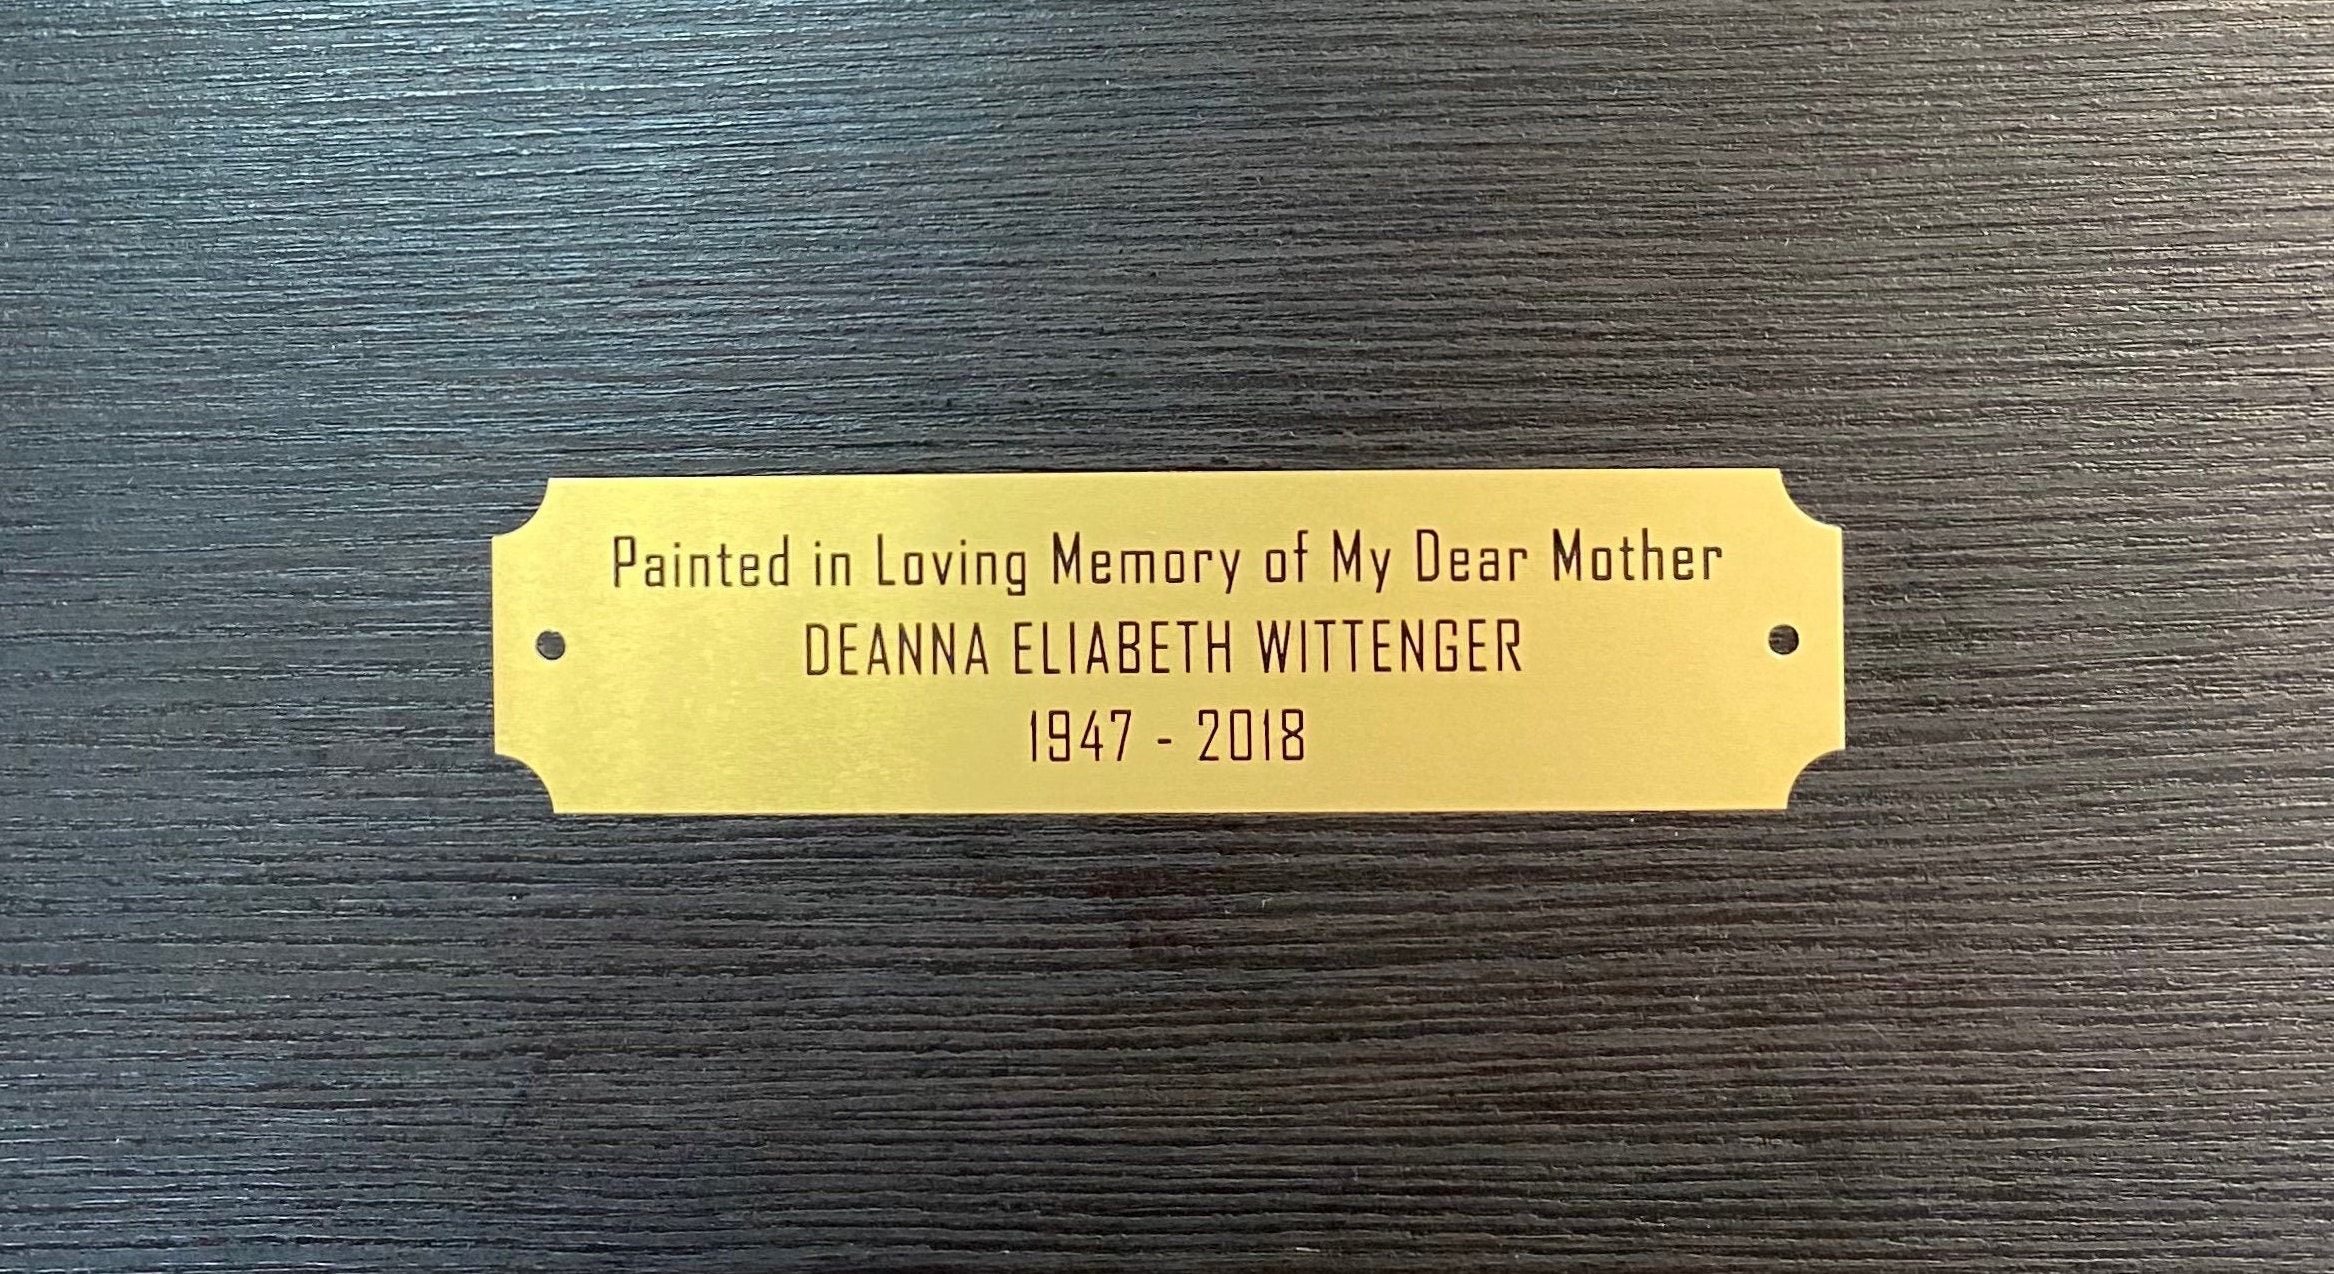 Painted in Loving Memory of My Dear Mother
DEANNA ELIABETH WITTENGER
1947 - 2018